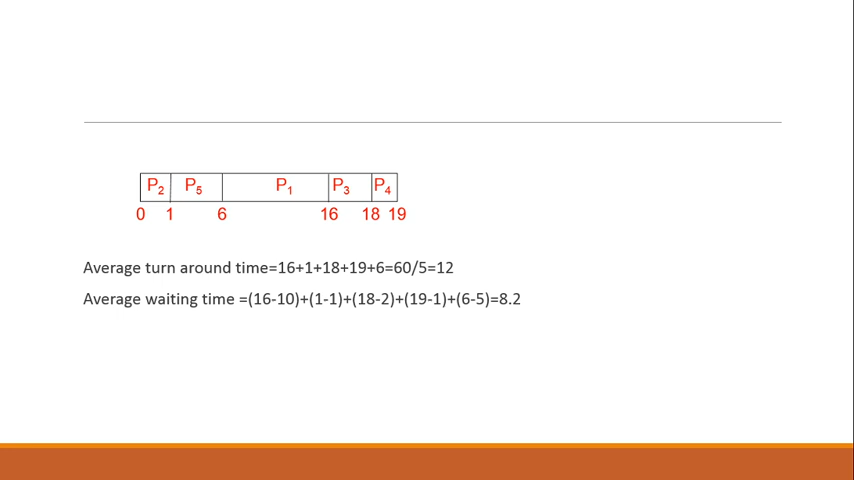 P2 P5 P1 P3 P4
0 1 6 16 18 19
Average turn around time=16+1+18+19+6=60/5=12
Average waiting time =(16-10)+(1-1)+(18-2)+(19-1)+(6-5)=8.2